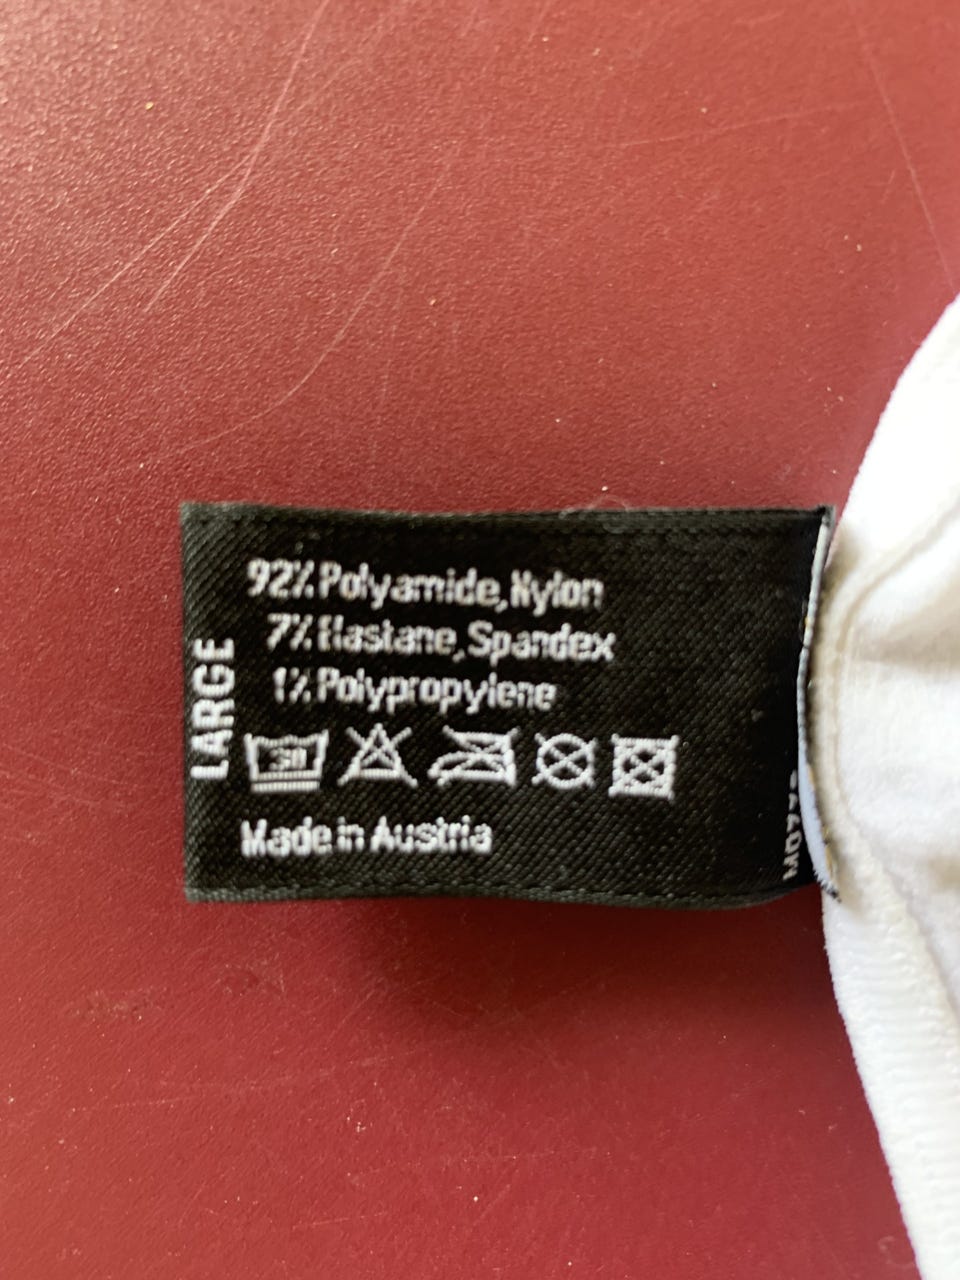 92% Polyamide, Nylon
7% Elastane, Spandex
1% Polypropylene
30
Made in Austria
LARGE